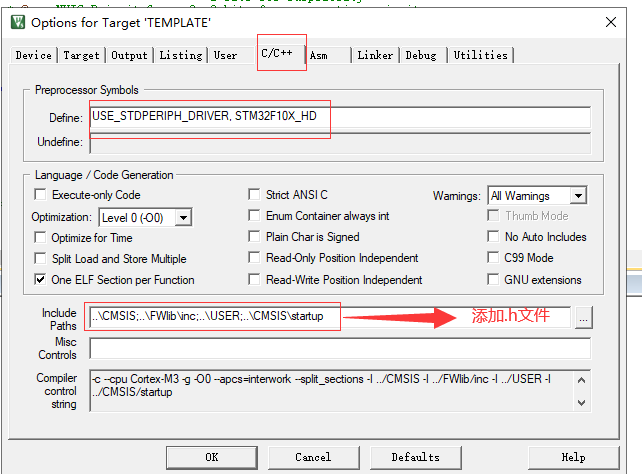 Options for Target 'TEMPLATE'
Device Target Output Listing User C/C++ Asm Linker Debug Utilities
Preprocessor Symbols
Define: USE_STDPERIPH_DRIVER, STM32F10X_HD
Undefine:
Language / Code Generation
Execute-only Code Strict ANSI C Warnings: All Warnings
Optimization: Level 0 (-O0) Enum Container always int Thumb Mode
Optimize for Time Plain Char is Signed No Auto Includes
Split Load and Store Multiple Read-Only Position Independent C99 Mode
One ELF Section per Function Read-Write Position Independent GNU extensions
Include Paths ..\CMSIS;..\FWlib\inc;..\USER;..\CMSIS\startup 添加.h文件 ...
Misc Controls
Compiler control string -c --cpu Cortex-M3 -g -O0 --apcs=interwork --split_sections -I ../CMSIS -I ../FWlib/inc -I ../USER -I
../CMSIS/startup
OK Cancel Defaults Help